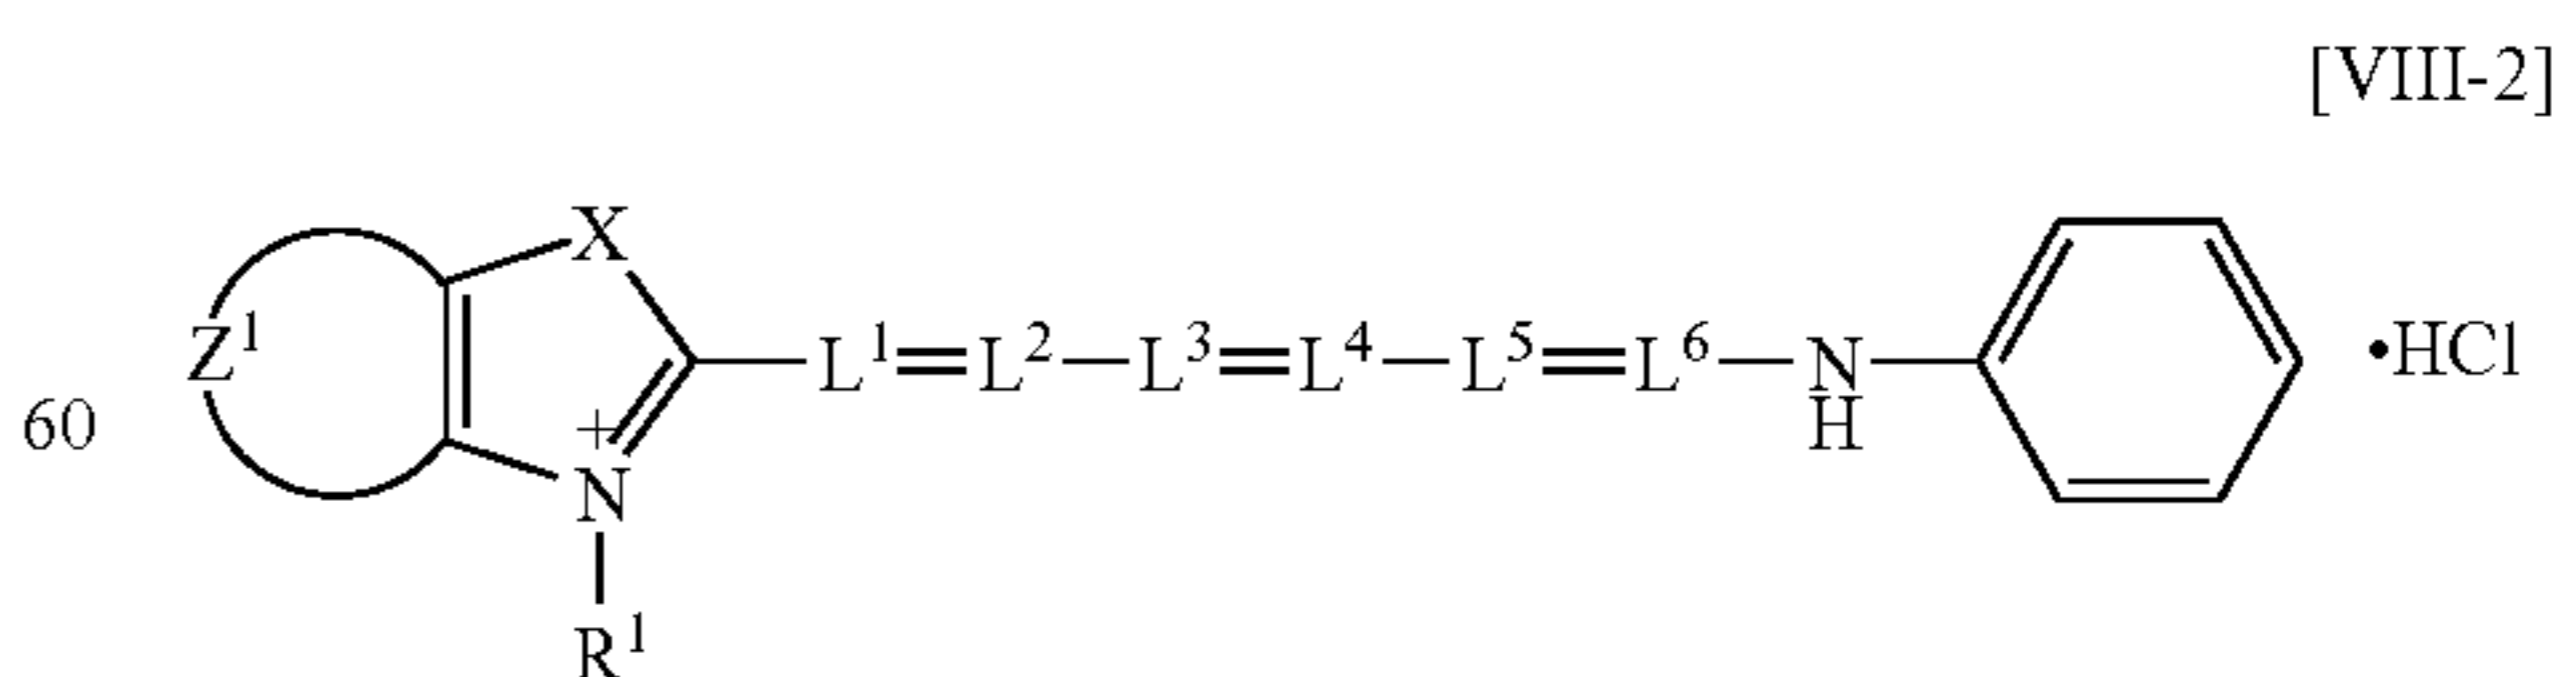 [VIII-2]
X
Z¹
L¹=L²—L³=L⁴—L⁵=L⁶—N
H
•HCl
60
+
N
R¹